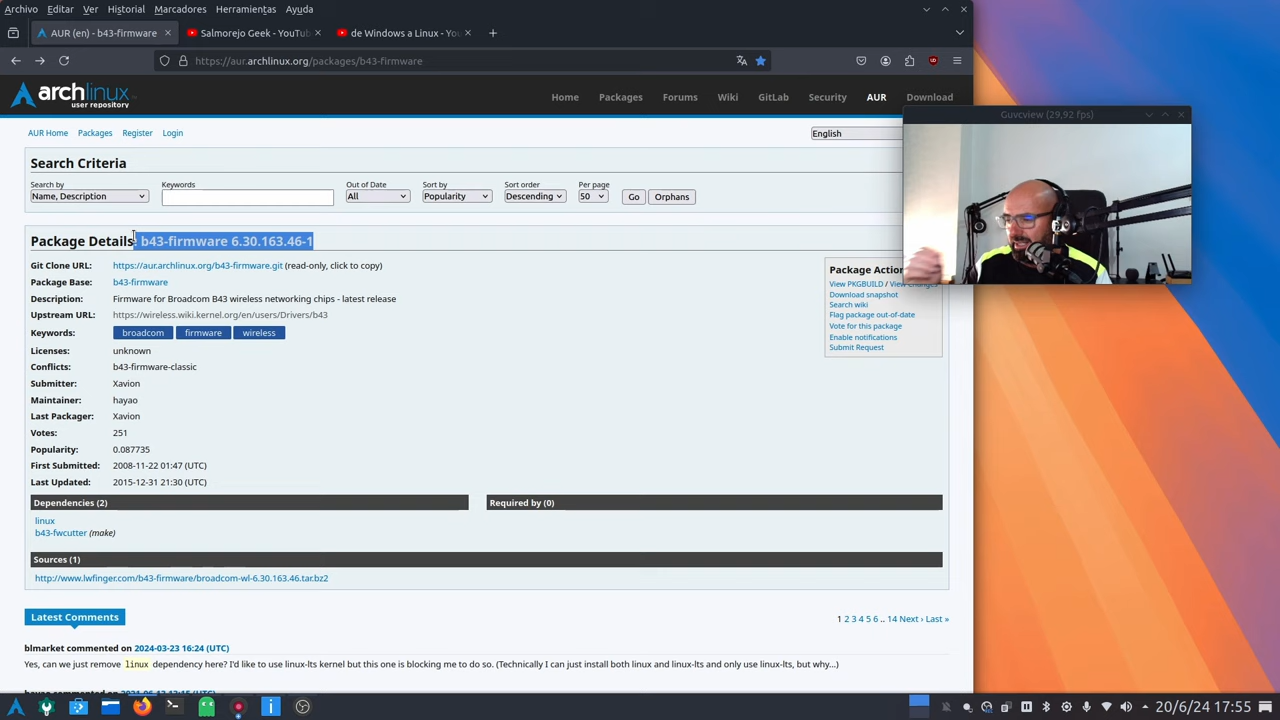 Archivo Editar Ver Historial Marcadores Herramientas Ayuda
AUR (en) - b43-firmware
Salmorejo Geek - YouTub
de Windows a Linux - You
https://aur.archlinux.org/packages/b43-firmware
archlinux
user repository
Home Packages Forums Wiki GitLab Security AUR Download
Guvcview (29,92 fps)
AUR Home Packages Register Login
English
Search Criteria
Search by Keywords Out of Date Sort by Sort order Per page
Name, Description All Popularity Descending 50 Go Orphans
Package Details: b43-firmware 6.30.163.46-1
Git Clone URL: https://aur.archlinux.org/b43-firmware.git (read-only, click to copy)
Package Base: b43-firmware
Description: Firmware for Broadcom B43 wireless networking chips - latest release
Upstream URL: https://wireless.wiki.kernel.org/en/users/Drivers/b43
Keywords: broadcom firmware wireless
Licenses: unknown
Conflicts: b43-firmware-classic
Submitter: Xavion
Maintainer: hayao
Last Packager: Xavion
Votes: 251
Popularity: 0.087735
First Submitted: 2008-11-22 01:47 (UTC)
Last Updated: 2015-12-31 21:30 (UTC)
Package Action
View PKGBUILD / View Changes
Download snapshot
Search wiki
Flag package out-of-date
Vote for this package
Enable notifications
Submit Request
Dependencies (2)
linux
b43-fwcutter (make)
Required by (0)
Sources (1)
http://www.lwfinger.com/b43-firmware/broadcom-wl-6.30.163.46.tar.bz2
Latest Comments
1 2 3 4 5 6 .. 14 Next › Last »
blmarket commented on 2024-03-23 16:24 (UTC)
Yes, can we just remove linux dependency here? I'd like to use linux-lts kernel but this one is blocking me to do so. (Technically I can just install both linux and linux-lts and only use linux-lts, but why...)
20/6/24 17:55